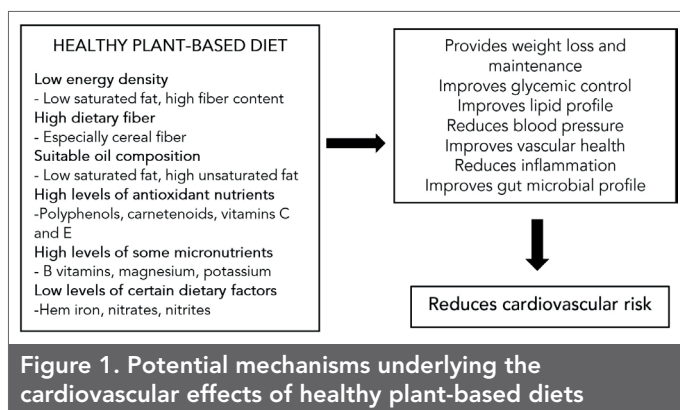 HEALTHY PLANT-BASED DIET
Low energy density
- Low saturated fat, high fiber content
High dietary fiber
- Especially cereal fiber
Suitable oil composition
- Low saturated fat, high unsaturated fat
High levels of antioxidant nutrients
-Polyphenols, carnetenoids, vitamins C
and E
High levels of some micronutrients
- B vitamins, magnesium, potassium
Low levels of certain dietary factors
-Hem iron, nitrates, nitrites
Provides weight loss and
maintenance
Improves glycemic control
Improves lipid profile
Reduces blood pressure
Improves vascular health
Reduces inflammation
Improves gut microbial profile
Reduces cardiovascular risk
Figure 1. Potential mechanisms underlying the
cardiovascular effects of healthy plant-based diets